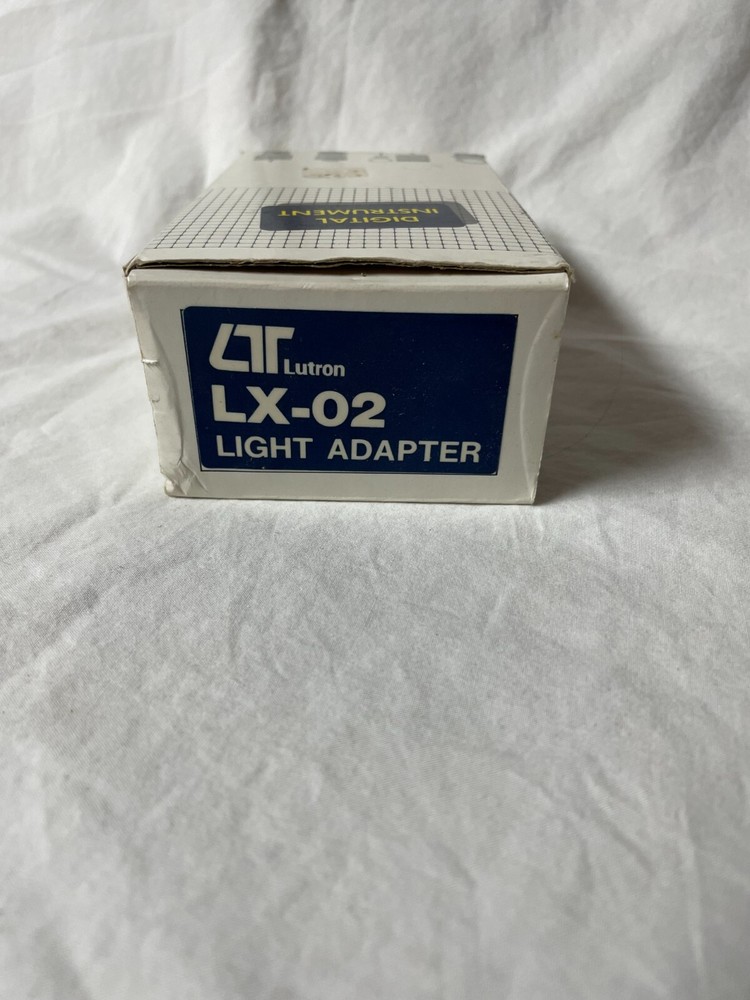 DIGITAL
INSTRUMENT
LT Lutron
LX-02
LIGHT ADAPTER